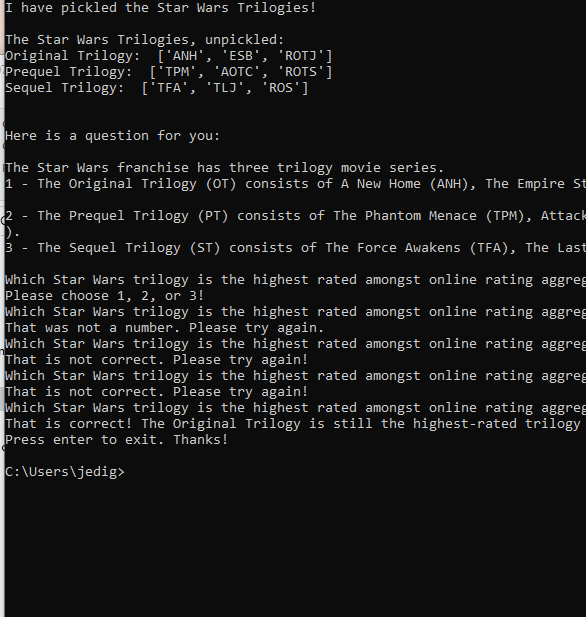 I have pickled the Star Wars Trilogies!
The Star Wars Trilogies, unpickled:
Original Trilogy:  ['ANH', 'ESB', 'ROTJ']
Prequel Trilogy:  ['TPM', 'AOTC', 'ROTS']
Sequel Trilogy:  ['TFA', 'TLJ', 'ROS']
Here is a question for you:
The Star Wars franchise has three trilogy movie series.
1 - The Original Trilogy (OT) consists of A New Home (ANH), The Empire St
2 - The Prequel Trilogy (PT) consists of The Phantom Menace (TPM), Attack
).
3 - The Sequel Trilogy (ST) consists of The Force Awakens (TFA), The Last
Which Star Wars trilogy is the highest rated amongst online rating aggreg
Please choose 1, 2, or 3!
Which Star Wars trilogy is the highest rated amongst online rating aggreg
That was not a number. Please try again.
Which Star Wars trilogy is the highest rated amongst online rating aggreg
That is not correct. Please try again!
Which Star Wars trilogy is the highest rated amongst online rating aggreg
That is not correct. Please try again!
Which Star Wars trilogy is the highest rated amongst online rating aggreg
That is correct! The Original Trilogy is still the highest-rated trilogy
Press enter to exit. Thanks!
C:\Users\jedig>